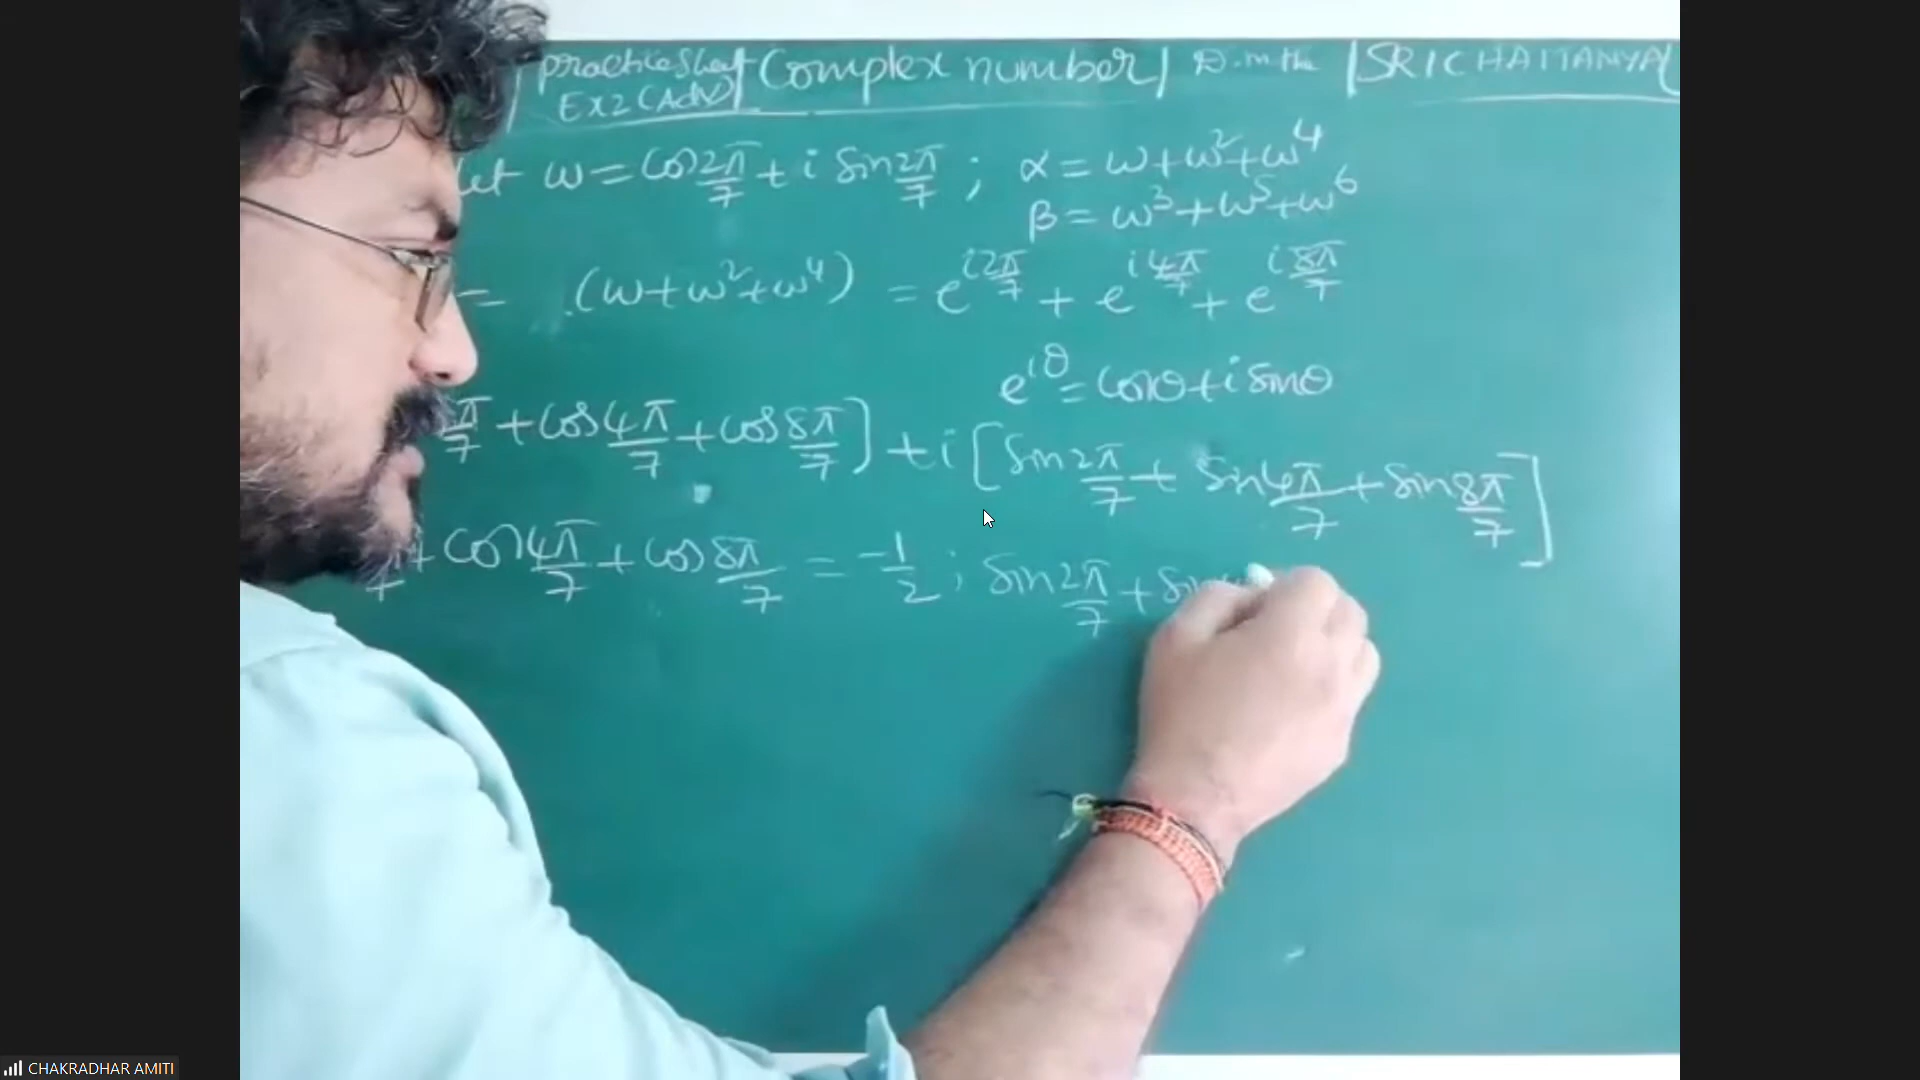 practice sheet Ex2 (Adv) | Complex number | D.m the | SRICHAITANYA
Let ω = cos 2π/7 + i sin 2π/7 ; α = ω + ω² + ω⁴
β = ω³ + ω⁵ + ω⁶
= (ω + ω² + ω⁴) = e^(i2π/7) + e^(i4π/7) + e^(i8π/7)
e^(iθ) = cosθ + i sinθ
π/7 + cos 4π/7 + cos 8π/7) + i [sin 2π/7 + sin 4π/7 + sin 8π/7]
+ cos 4π/7 + cos 8π/7 = -1/2 ; sin 2π/7 + sin
CHAKRADHAR AMITI